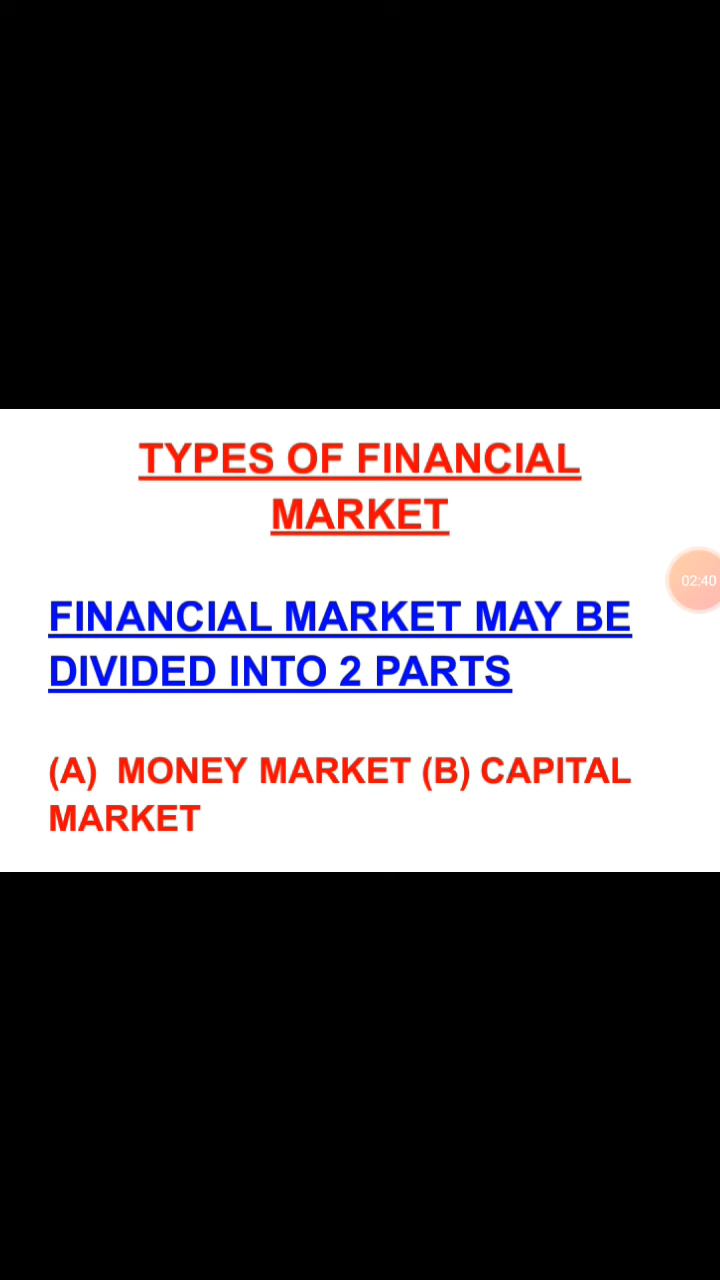 TYPES OF FINANCIAL
MARKET
FINANCIAL MARKET MAY BE
DIVIDED INTO 2 PARTS
02:40
(A)  MONEY MARKET (B) CAPITAL
MARKET